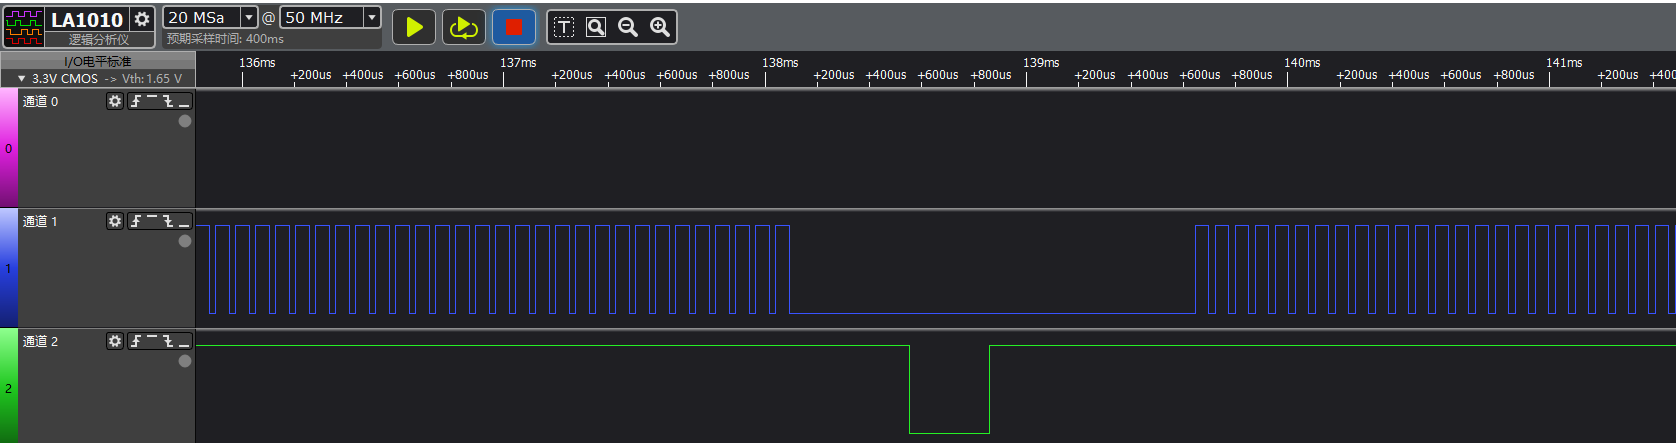 LA1010
逻辑分析仪
20 MSa @ 50 MHz
预期采样时间: 400ms
T
I/O电平标准
3.3V CMOS -> Vth: 1.65 V
136ms 137ms 138ms 139ms 140ms 141ms
+200us +400us +600us +800us +200us +400us +600us +800us +200us +400us +600us +800us +200us +400us +600us +800us +200us +400us +600us +800us +200us +400
通道 0
0
通道 1
1
通道 2
2